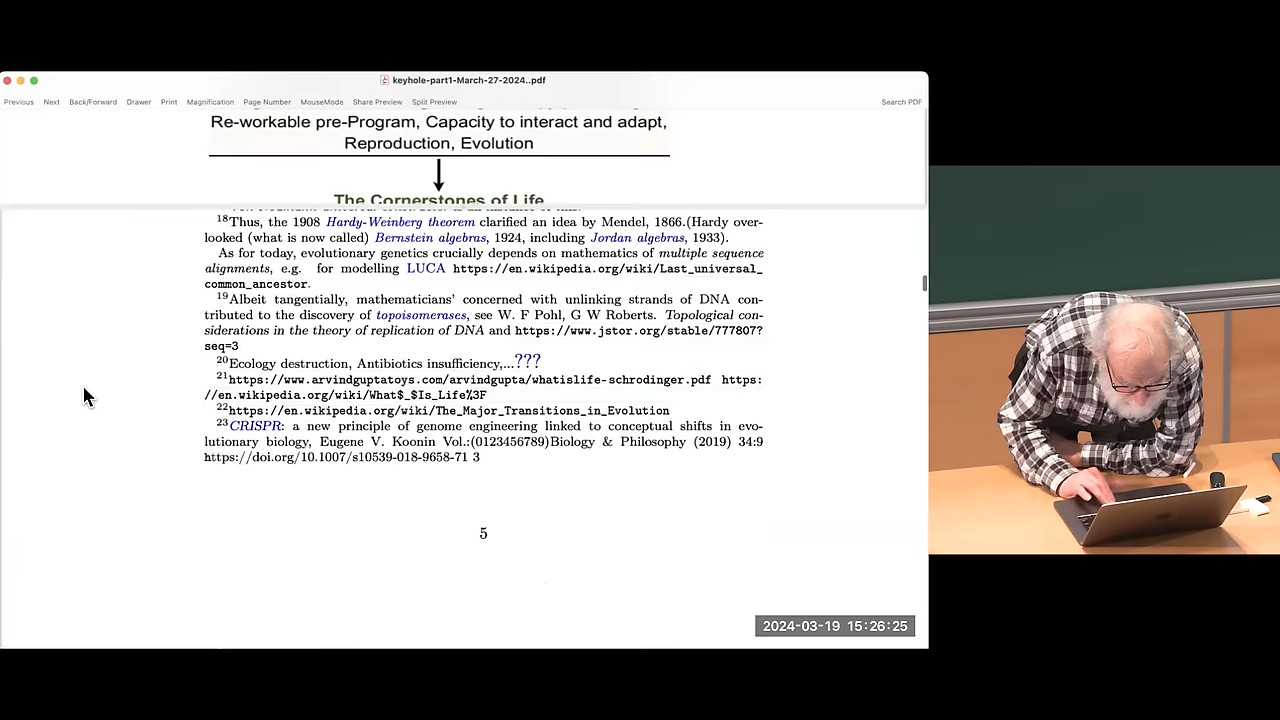 keyhole-part1-March-27-2024..pdf
Previous Next Back/Forward Drawer Print Magnification Page Number MouseMode Share Preview Split Preview Search PDF
Re-workable pre-Program, Capacity to interact and adapt,
Reproduction, Evolution
The Cornerstones of Life
18Thus, the 1908 Hardy-Weinberg theorem clarified an idea by Mendel, 1866.(Hardy over-
looked (what is now called) Bernstein algebras, 1924, including Jordan algebras, 1933).
As for today, evolutionary genetics crucially depends on mathematics of multiple sequence
alignments, e.g. for modelling LUCA https://en.wikipedia.org/wiki/Last_universal_
common_ancestor.
19Albeit tangentially, mathematicians' concerned with unlinking strands of DNA con-
tributed to the discovery of topoisomerases, see W. F Pohl, G W Roberts. Topological con-
siderations in the theory of replication of DNA and https://www.jstor.org/stable/777807?
seq=3
20Ecology destruction, Antibiotics insufficiency,...???
21https://www.arvindguptatoys.com/arvindgupta/whatislife-schrodinger.pdf https:
//en.wikipedia.org/wiki/What$_$Is_Life%3F
22https://en.wikipedia.org/wiki/The_Major_Transitions_in_Evolution
23CRISPR: a new principle of genome engineering linked to conceptual shifts in evo-
lutionary biology, Eugene V. Koonin Vol.:(0123456789)Biology & Philosophy (2019) 34:9
https://doi.org/10.1007/s10539-018-9658-71 3
5
2024-03-19 15:26:25